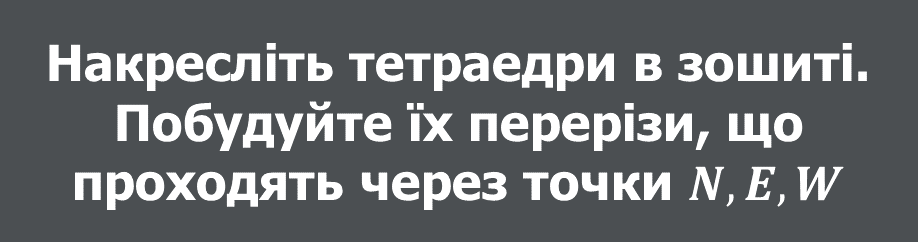 Накресліть тетраедри в зошиті.
Побудуйте їх перерізи, що
проходять через точки N, E, W